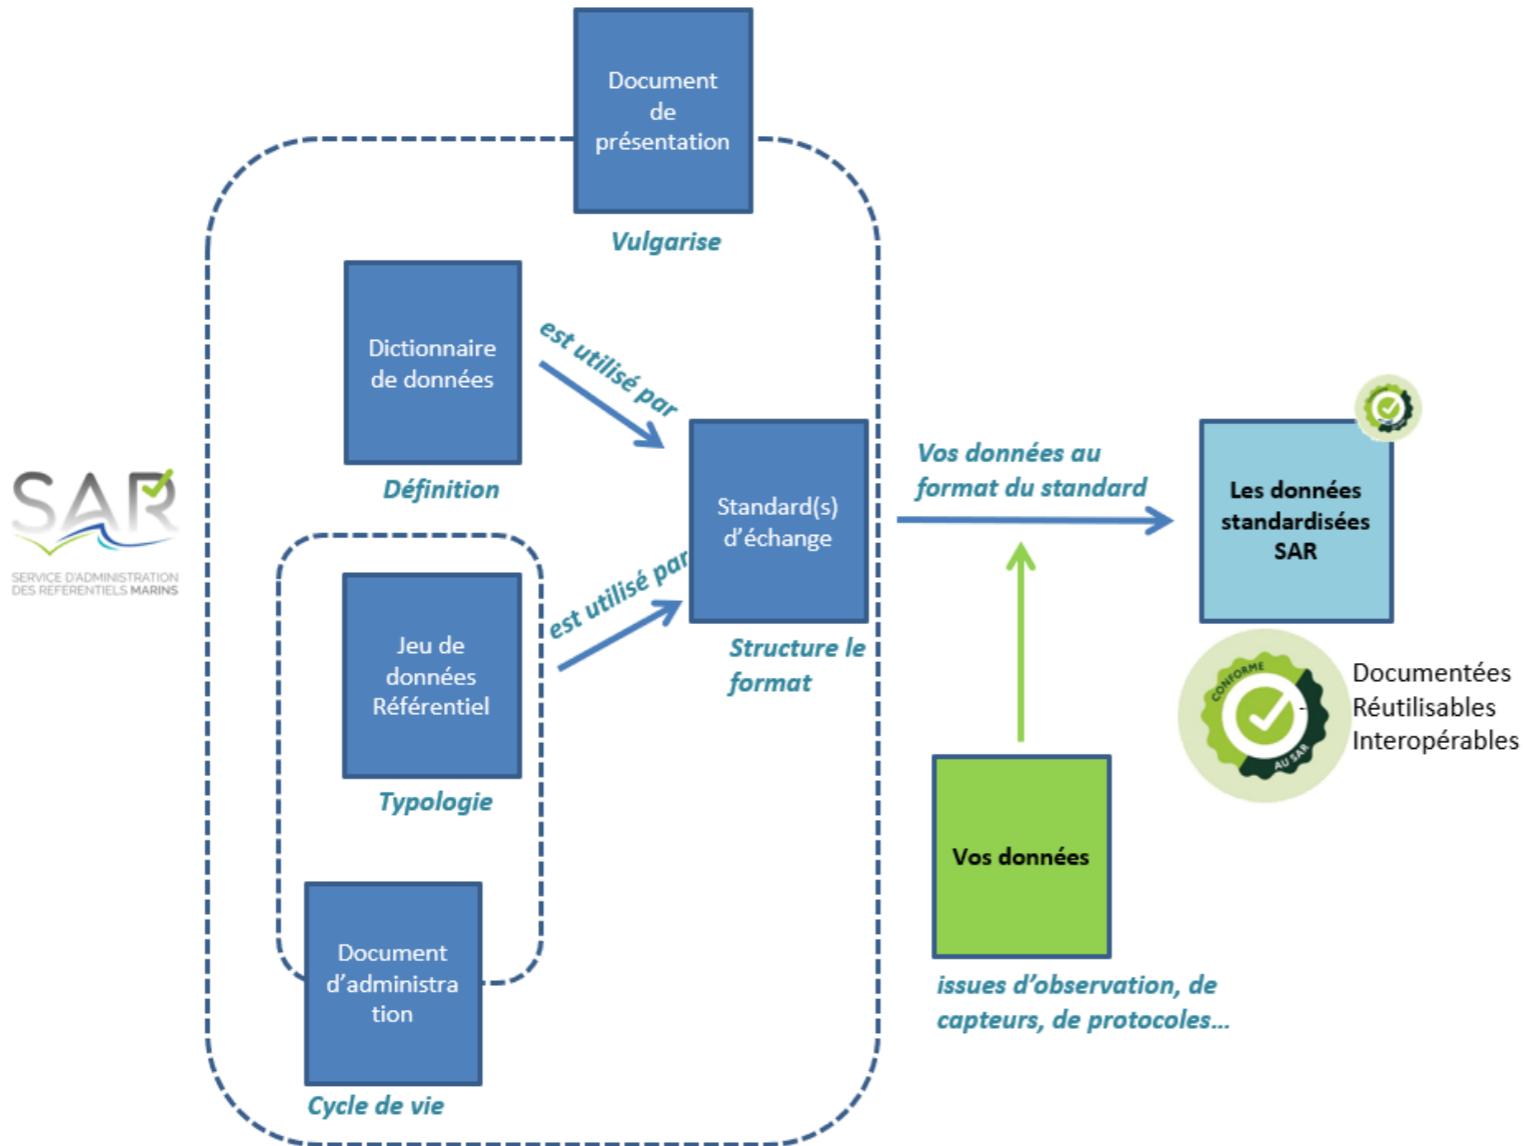 Document
de
présentation
Vulgarise
Dictionnaire
de données
Définition
est utilisé par
SAR
SERVICE D'ADMINISTRATION
DES REFERENTIELS MARINS
Jeu de
données
Référentiel
Typologie
est utilisé par
Document
d'administra
tion
Cycle de vie
Standard(s)
d'échange
Structure le
format
Vos données au
format du standard
Vos données
issues d'observation, de
capteurs, de protocoles...
Les données
standardisées
SAR
CONFORME
AU SAR
Documentées
Réutilisables
Interopérables